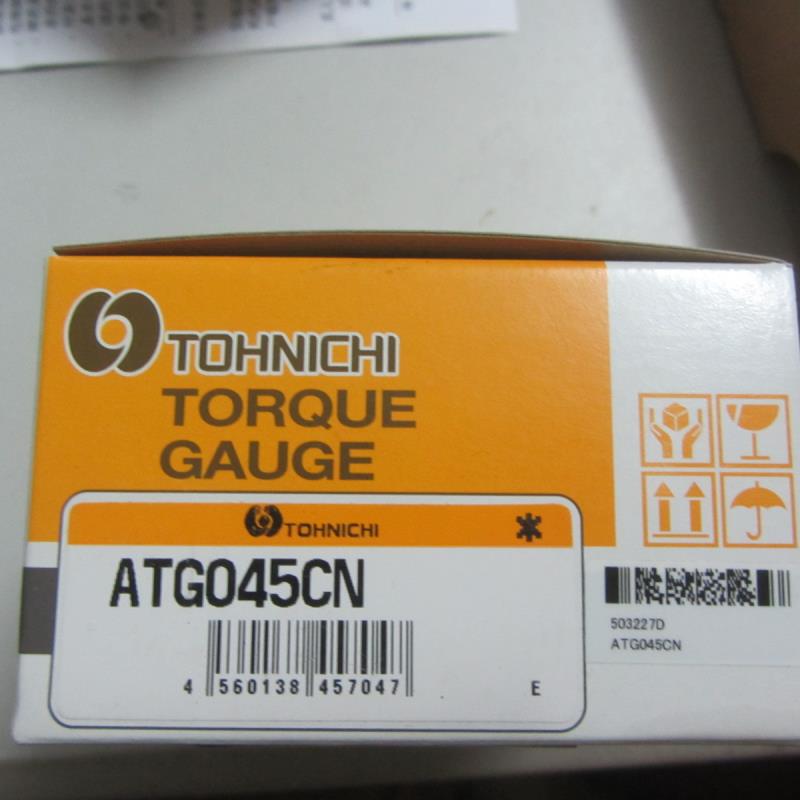 TOHNICHI
TORQUE
GAUGE
TOHNICHI
ATG045CN
4 560138 457047
E
503227D
ATG045CN